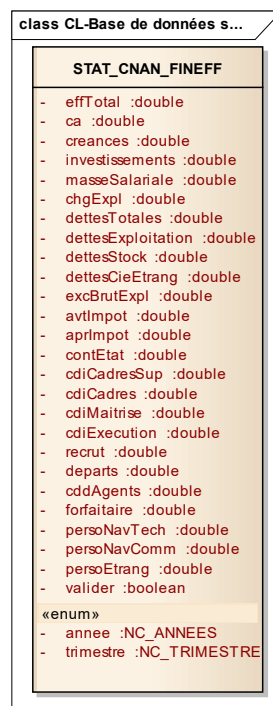 class CL-Base de données s...
STAT_CNAN_FINEFF
- effTotal :double
- ca :double
- creances :double
- investissements :double
- masseSalariale :double
- chgExpl :double
- dettesTotales :double
- dettesExploitation :double
- dettesStock :double
- dettesCieEtrang :double
- excBrutExpl :double
- avtImpot :double
- aprImpot :double
- contEtat :double
- cdiCadresSup :double
- cdiCadres :double
- cdiMaitrise :double
- cdiExecution :double
- recrut :double
- departs :double
- cddAgents :double
- forfaitaire :double
- persoNavTech :double
- persoNavComm :double
- persoEtrang :double
- valider :boolean
«enum»
- annee :NC_ANNEES
- trimestre :NC_TRIMESTRE